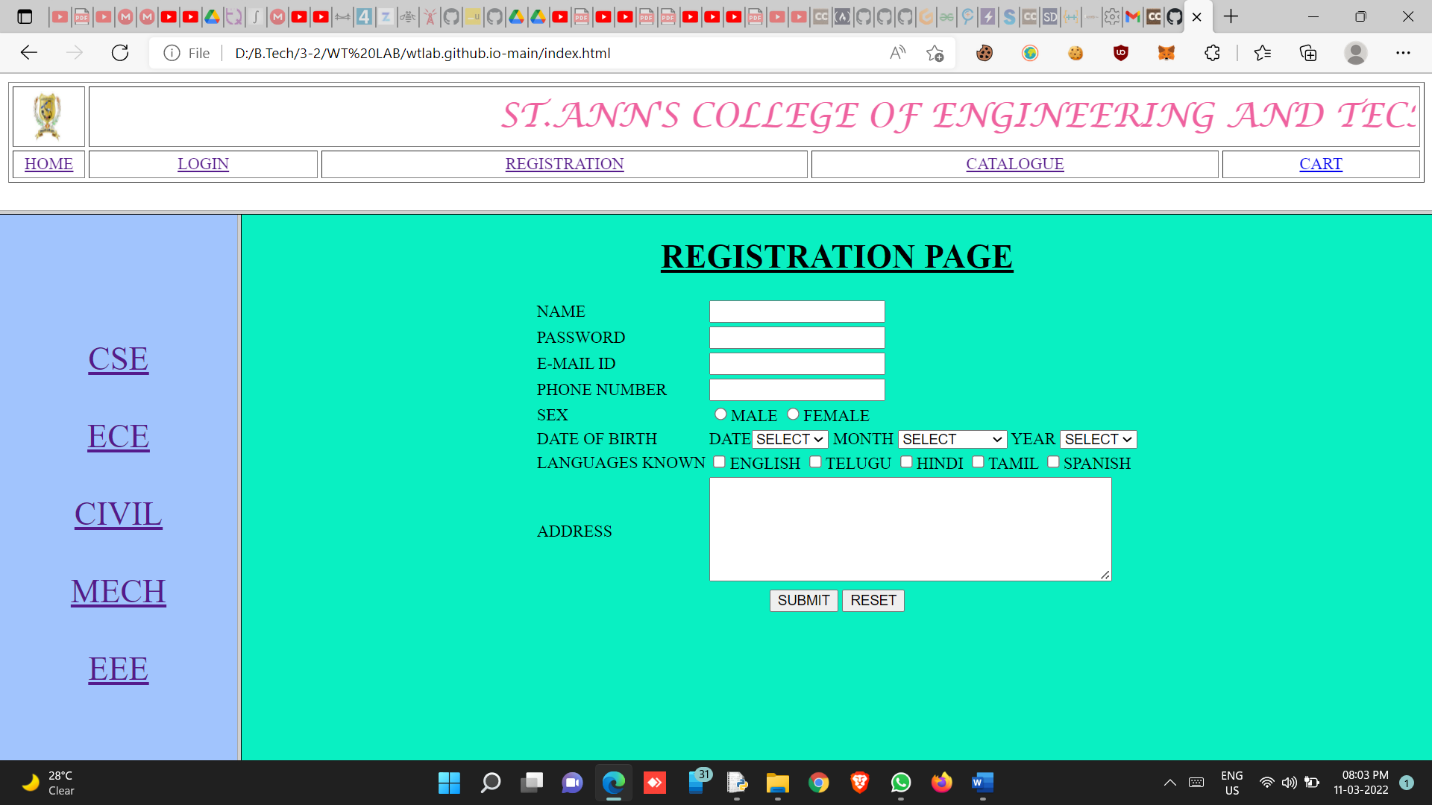 File D:/B.Tech/3-2/WT%20LAB/wtlab.github.io-main/index.html
ST.ANN'S COLLEGE OF ENGINEERING AND TEC
HOME LOGIN REGISTRATION CATALOGUE CART
REGISTRATION PAGE
CSE
ECE
CIVIL
MECH
EEE
NAME
PASSWORD
E-MAIL ID
PHONE NUMBER
SEX MALE FEMALE
DATE OF BIRTH DATE SELECT MONTH SELECT YEAR SELECT
LANGUAGES KNOWN ENGLISH TELUGU HINDI TAMIL SPANISH
ADDRESS
SUBMIT RESET
28°C
Clear
31
ENG
US
08:03 PM
11-03-2022
1